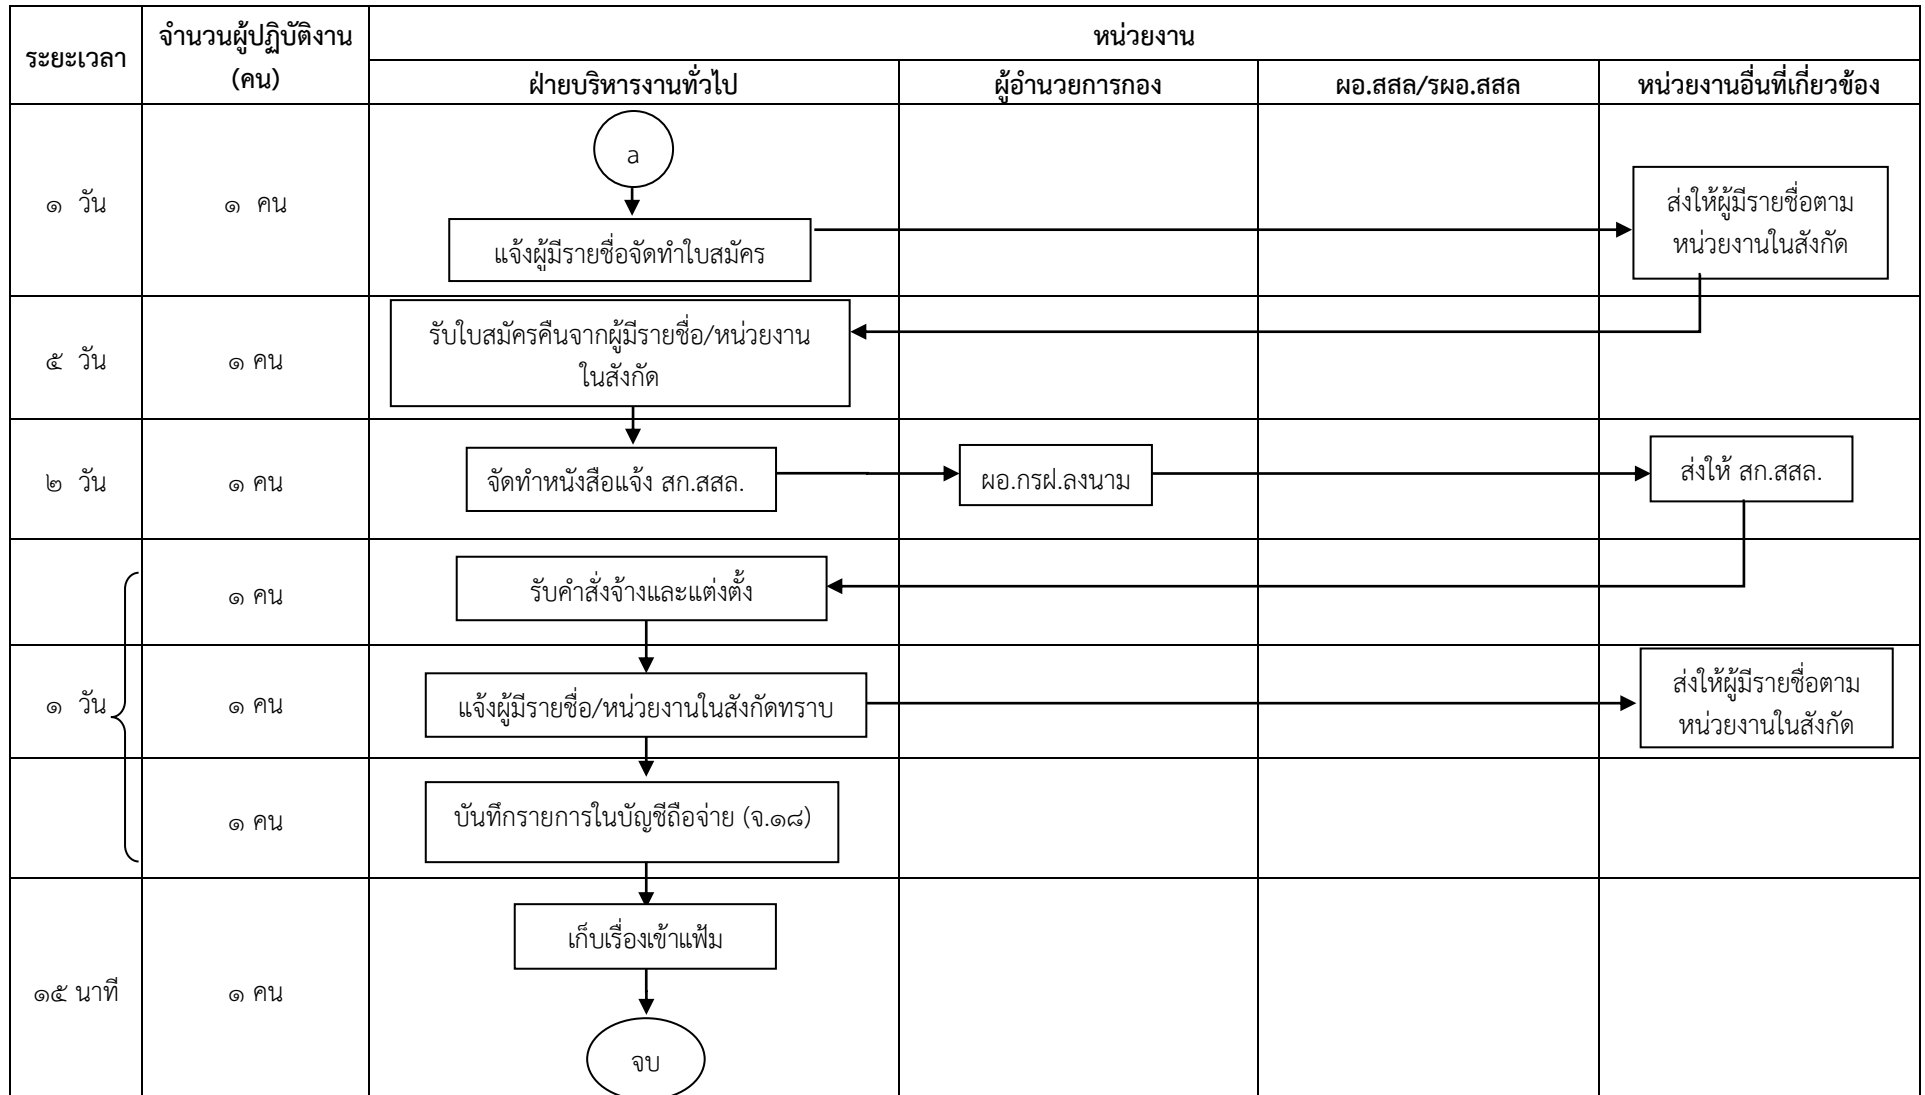 ระยะเวลา
จำนวนผู้ปฏิบัติงาน
(คน)
หน่วยงาน
ฝ่ายบริหารงานทั่วไป
ผู้อำนวยการกอง
ผอ.สสล/รผอ.สสล
หน่วยงานอื่นที่เกี่ยวข้อง
a
๑ วัน
๑ คน
แจ้งผู้มีรายชื่อจัดทำใบสมัคร
ส่งให้ผู้มีรายชื่อตาม
หน่วยงานในสังกัด
๕ วัน
๑ คน
รับใบสมัครคืนจากผู้มีรายชื่อ/หน่วยงาน
ในสังกัด
๒ วัน
๑ คน
จัดทำหนังสือแจ้ง สก.สสล.
ผอ.กรฝ.ลงนาม
ส่งให้ สก.สสล.
๑ คน
รับคำสั่งจ้างและแต่งตั้ง
๑ วัน
๑ คน
แจ้งผู้มีรายชื่อ/หน่วยงานในสังกัดทราบ
ส่งให้ผู้มีรายชื่อตาม
หน่วยงานในสังกัด
๑ คน
บันทึกรายการในบัญชีถือจ่าย (จ.๑๘)
เก็บเรื่องเข้าแฟ้ม
๑๕ นาที
๑ คน
จบ